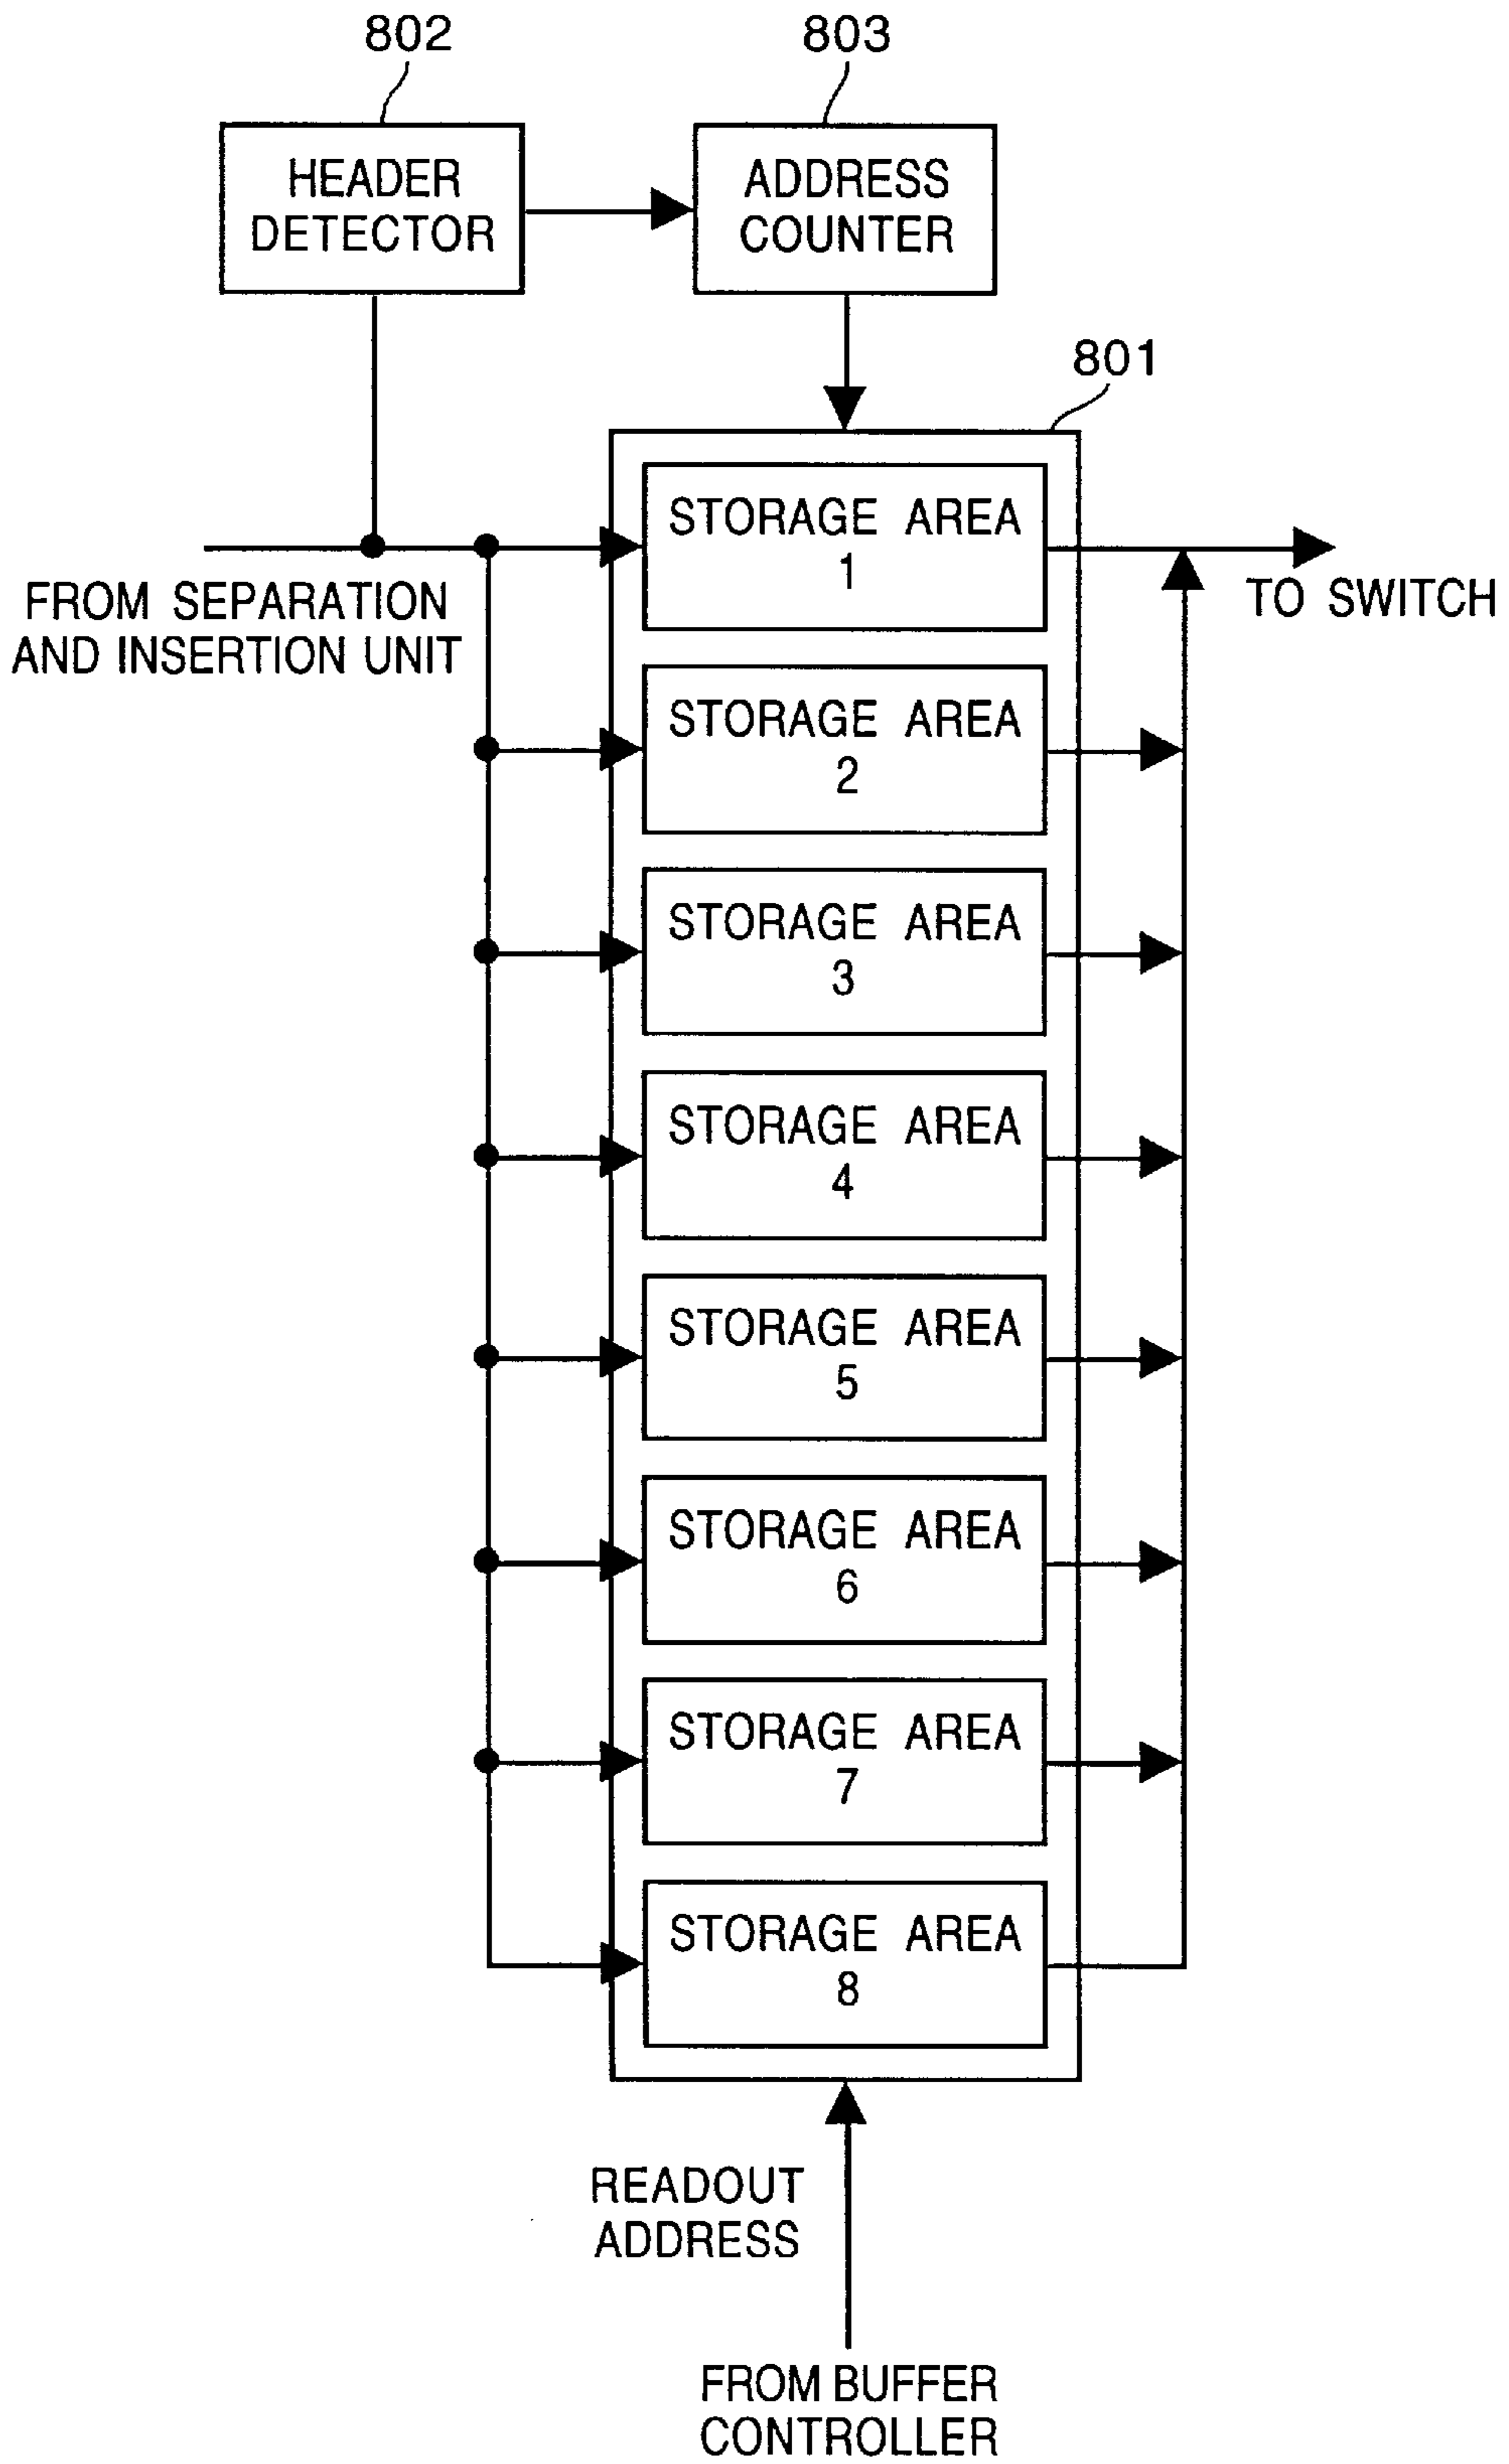 802
803
HEADER
DETECTOR
ADDRESS
COUNTER
801
STORAGE AREA
1
FROM SEPARATION
AND INSERTION UNIT
TO SWITCH
STORAGE AREA
2
STORAGE AREA
3
STORAGE AREA
4
STORAGE AREA
5
STORAGE AREA
6
STORAGE AREA
7
STORAGE AREA
8
READOUT
ADDRESS
FROM BUFFER
CONTROLLER